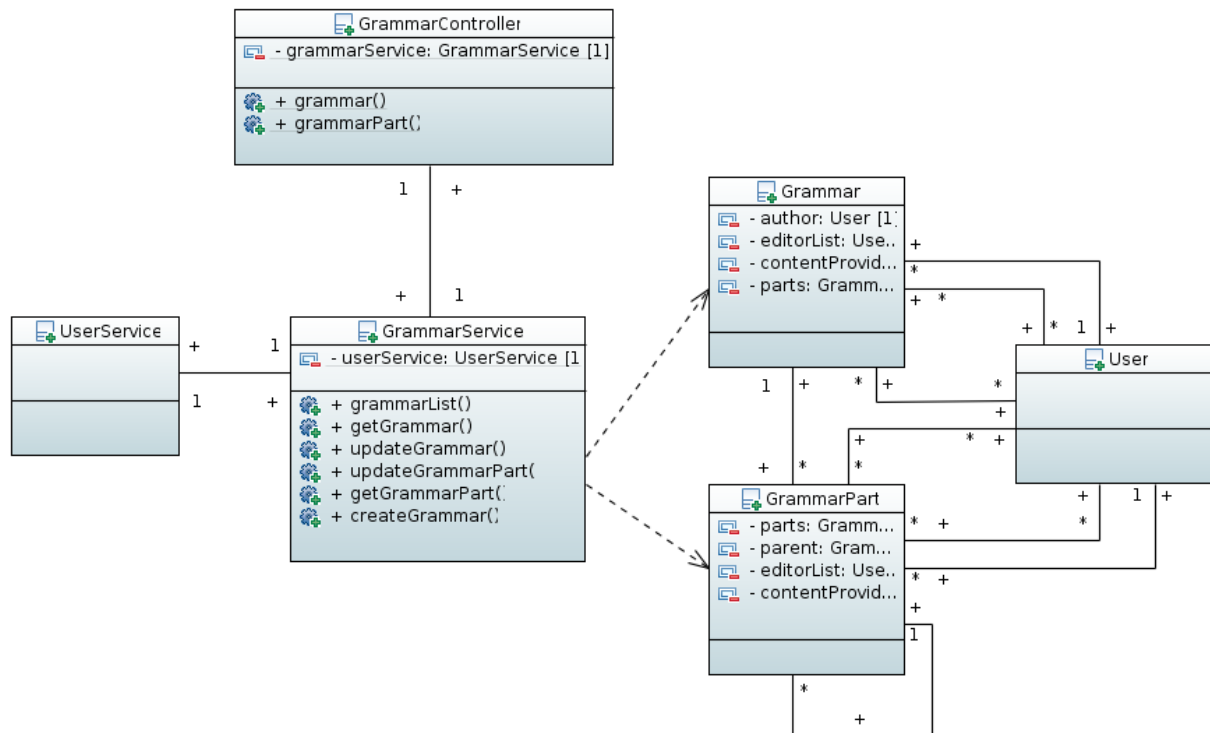 GrammarController
- grammarService: GrammarService [1]
+ grammar()
+ grammarPart()
1 +
+ 1
UserService
+ 1
1 +
GrammarService
- userService: UserService [1
+ grammarList()
+ getGrammar()
+ updateGrammar()
+ updateGrammarPart(
+ getGrammarPart()
+ createGrammar()
Grammar
- author: User [1]
- editorList: Use..
- contentProvid...
- parts: Gramm...
+
*
+ *
+ * 1 +
User
1 + * + *
+
+ * +
+ * *
GrammarPart
- parts: Gramm...
- parent: Gram...
- editorList: Use..
- contentProvid...
+ 1 +
* + *
* +
+
1
*
+